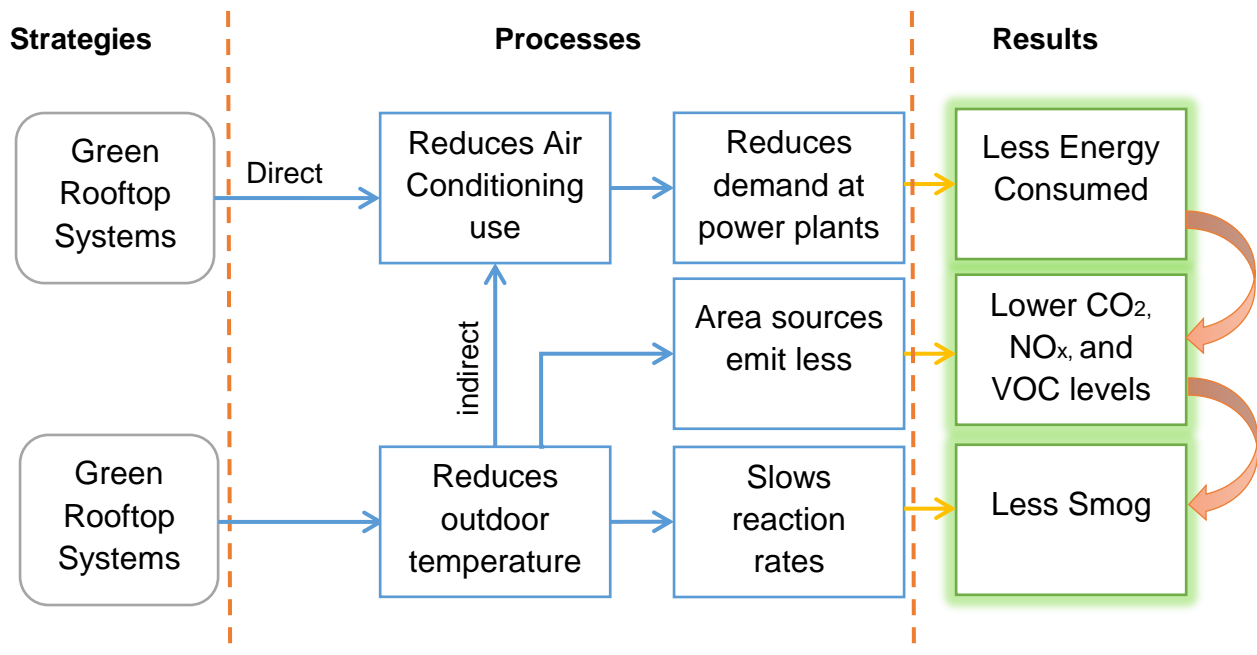 Strategies
Processes
Results
Green
Rooftop
Systems
Direct
Reduces Air
Conditioning
use
Reduces
demand at
power plants
Less Energy
Consumed
indirect
Area sources
emit less
Lower CO₂,
NOₓ, and
VOC levels
Green
Rooftop
Systems
Reduces
outdoor
temperature
Slows
reaction
rates
Less Smog